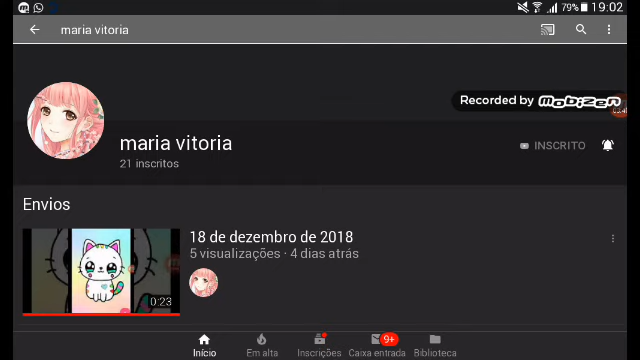 79% 19:02
maria vitoria
Recorded by Mobizen
maria vitoria
INSCRITO
21 inscritos
Envios
18 de dezembro de 2018
5 visualizações · 4 dias atrás
0:23
9+
Início Em alta Inscrições Caixa entrada Biblioteca